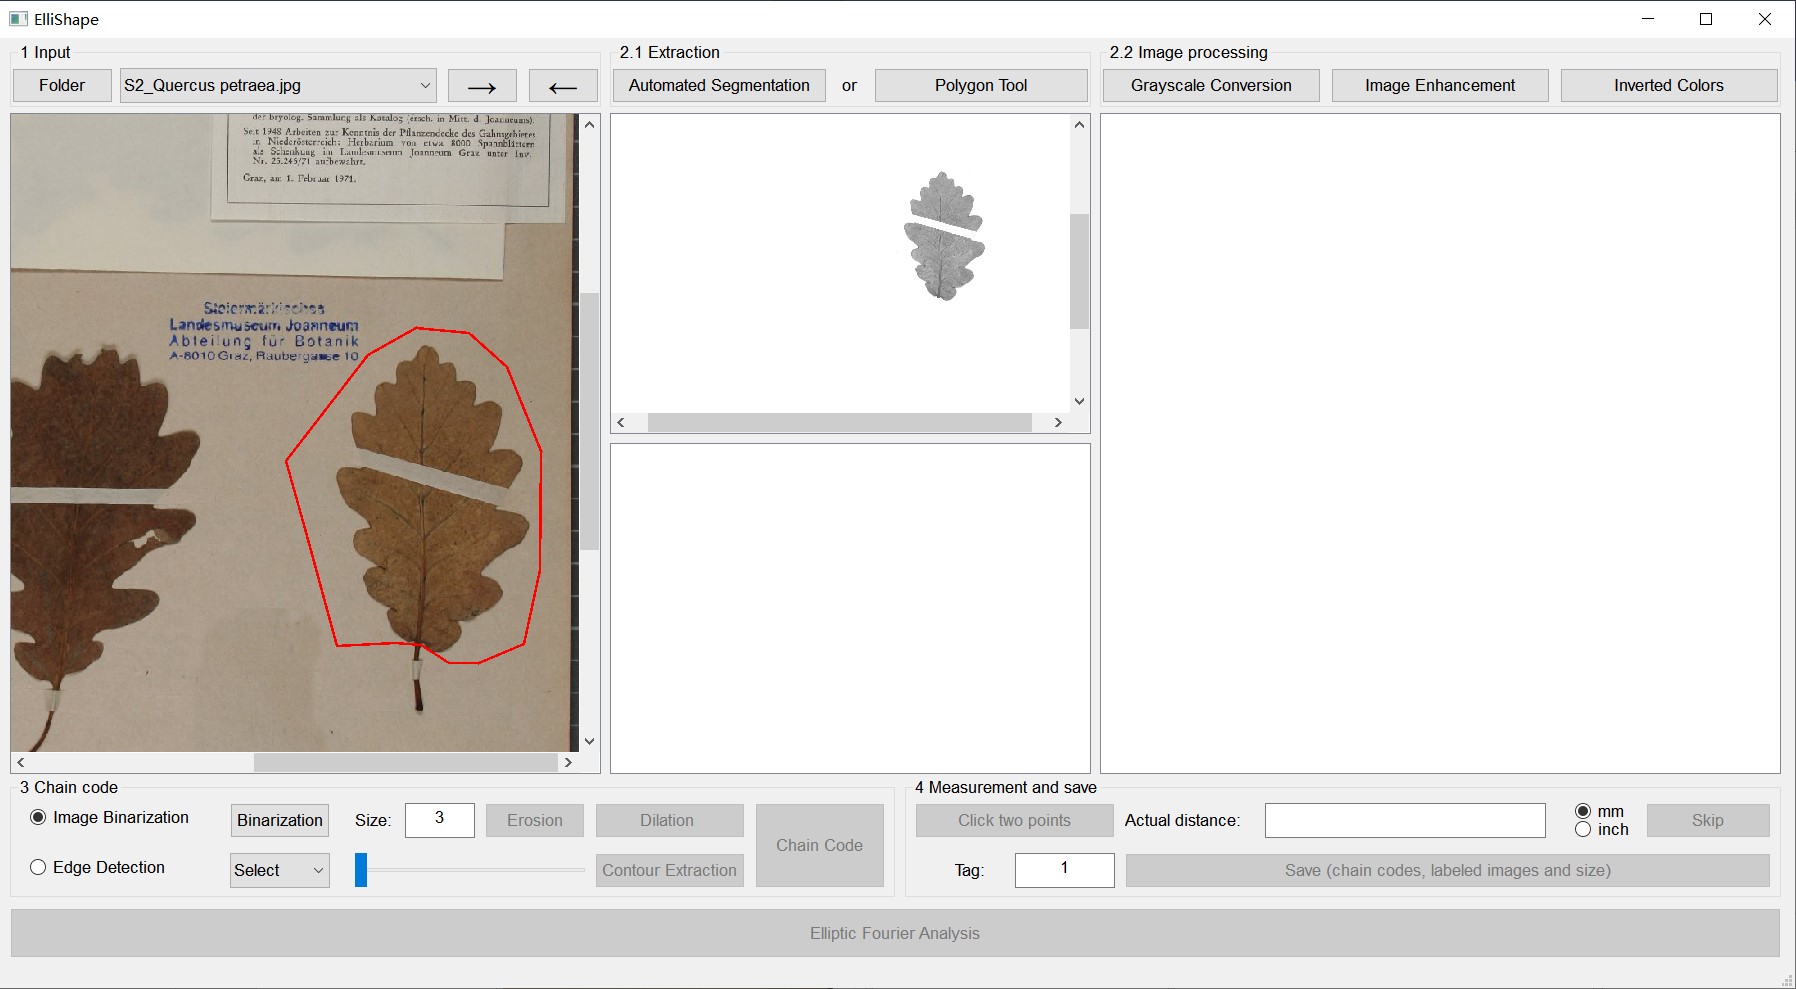 ElliShape
1 Input
Folder
S2_Quercus petraea.jpg
→
←
2.1 Extraction
Automated Segmentation
or
Polygon Tool
2.2 Image processing
Grayscale Conversion
Image Enhancement
Inverted Colors
der bryolog. Sammlung als Katalog (ersch. in Mitt. d. Joanneums).
Seit 1948 Arbeiten zur Kenntnis der Pflanzendecke des Gahnsgebietes
in Niederösterreich; Herbarium von etwa 8000 Spannblättern
als Schenkung im Landesmuseum Joanneum Graz unter Inv.
Nr. 25.245/71 aufbewahrt.
Graz, am 1. Februar 1971.
Steiermärkisches
Landesmuseum Joanneum
Abteilung für Botanik
A-8010 Graz, Raubergasse 10
3 Chain code
Image Binarization
Binarization
Size:
3
Erosion
Dilation
Chain Code
Edge Detection
Select
Contour Extraction
4 Measurement and save
Click two points
Actual distance:
mm
inch
Skip
Tag:
1
Save (chain codes, labeled images and size)
Elliptic Fourier Analysis